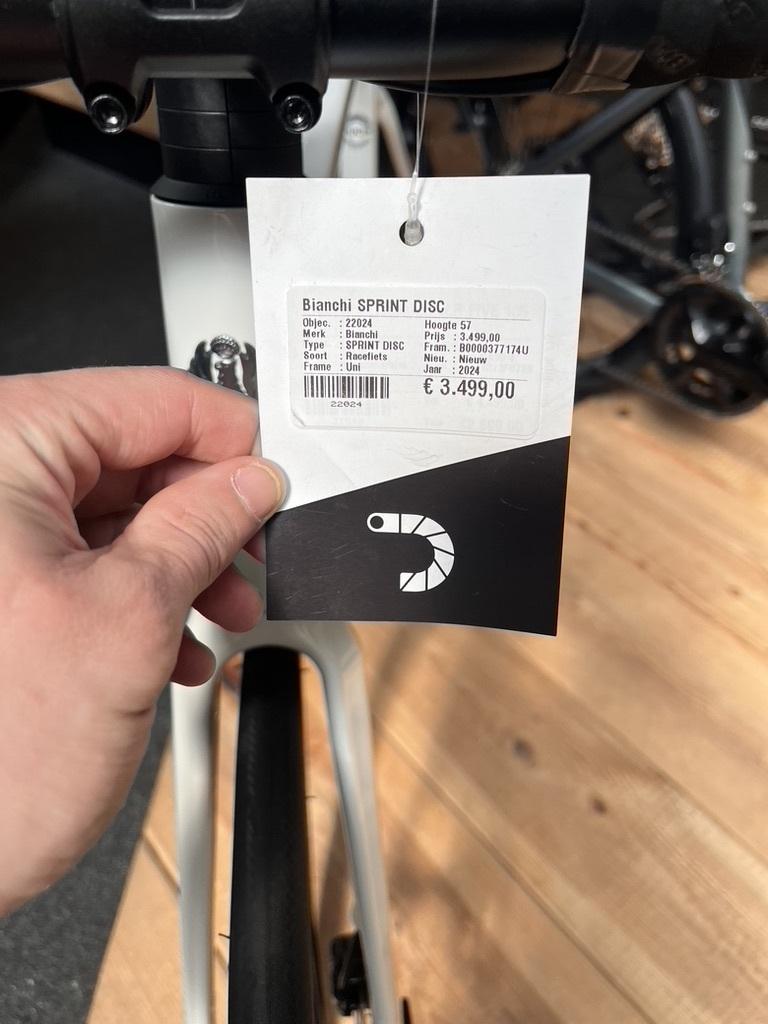 Bianchi SPRINT DISC
Objec. : 22024 Hoogte 57
Merk : Bianchi Prijs : 3.499,00
Type : SPRINT DISC Fram. : B0000377174U
Soort : Racefiets Nieu. : Nieuw
Frame : Uni Jaar : 2024
€ 3.499,00
22024